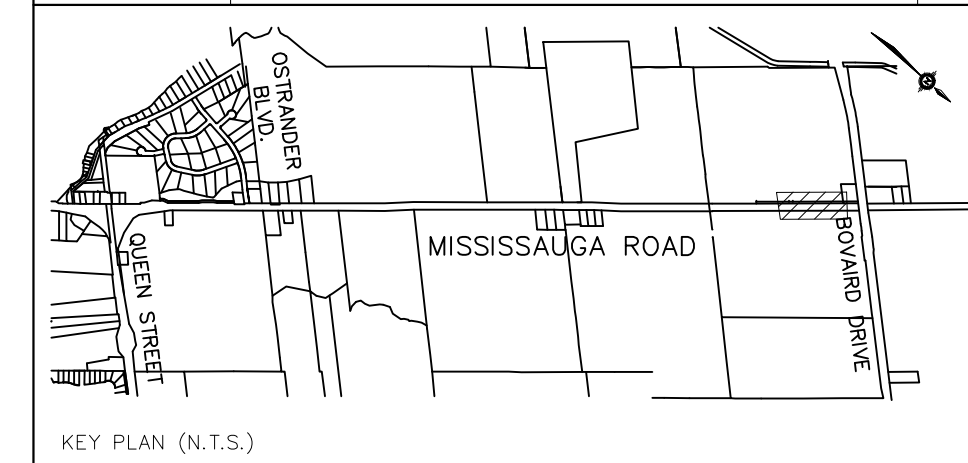 OSTRANDER
BLVD.
MISSISSAUGA ROAD
QUEEN STREET
BOVAIRD DRIVE
KEY PLAN (N.T.S.)